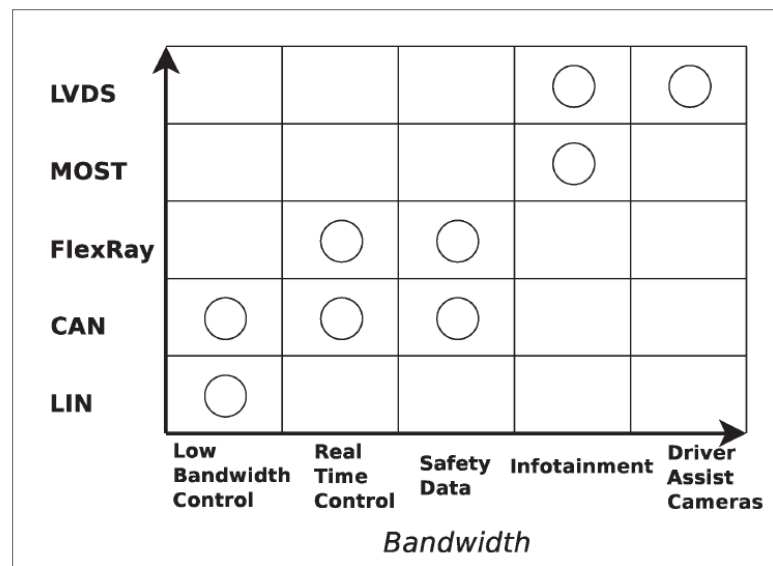 LVDS
MOST
FlexRay
CAN
LIN
Low
Bandwidth
Control
Real
Time
Control
Safety
Data
Infotainment
Driver
Assist
Cameras
Bandwidth